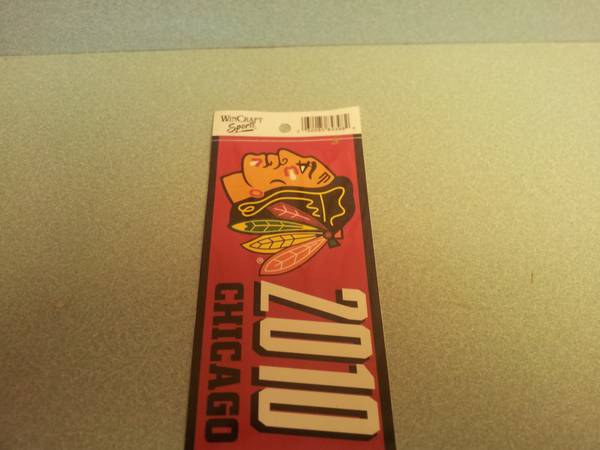 WINCRAFT
Sports
2010
CHICAGO
®